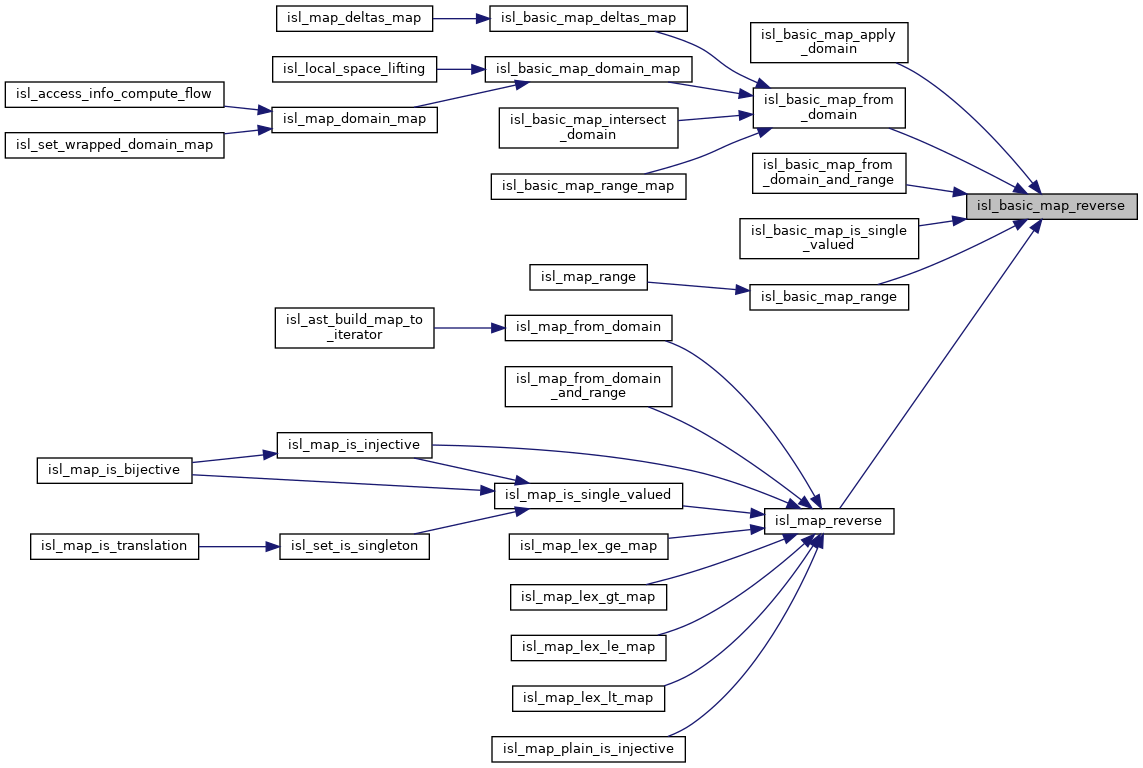 isl_map_deltas_map
isl_basic_map_deltas_map
isl_basic_map_apply
_domain
isl_local_space_lifting
isl_basic_map_domain_map
isl_access_info_compute_flow
isl_map_domain_map
isl_set_wrapped_domain_map
isl_basic_map_from
_domain
isl_basic_map_intersect
_domain
isl_basic_map_range_map
isl_basic_map_from
_domain_and_range
isl_basic_map_reverse
isl_basic_map_is_single
_valued
isl_map_range
isl_basic_map_range
isl_ast_build_map_to
_iterator
isl_map_from_domain
isl_map_from_domain
_and_range
isl_map_is_injective
isl_map_is_bijective
isl_map_is_single_valued
isl_map_reverse
isl_map_is_translation
isl_set_is_singleton
isl_map_lex_ge_map
isl_map_lex_gt_map
isl_map_lex_le_map
isl_map_lex_lt_map
isl_map_plain_is_injective